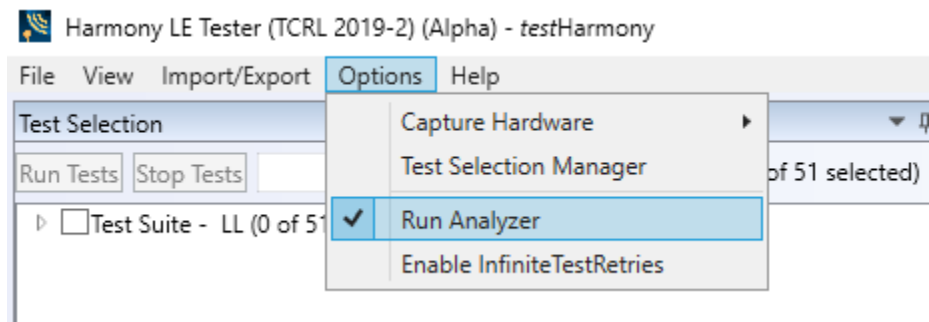 Harmony LE Tester (TCRL 2019-2) (Alpha) - testHarmony
File View Import/Export Options Help
Test Selection
Capture Hardware
Test Selection Manager
Run Tests Stop Tests of 51 selected)
Test Suite - LL (0 of 51
Run Analyzer
Enable InfiniteTestRetries